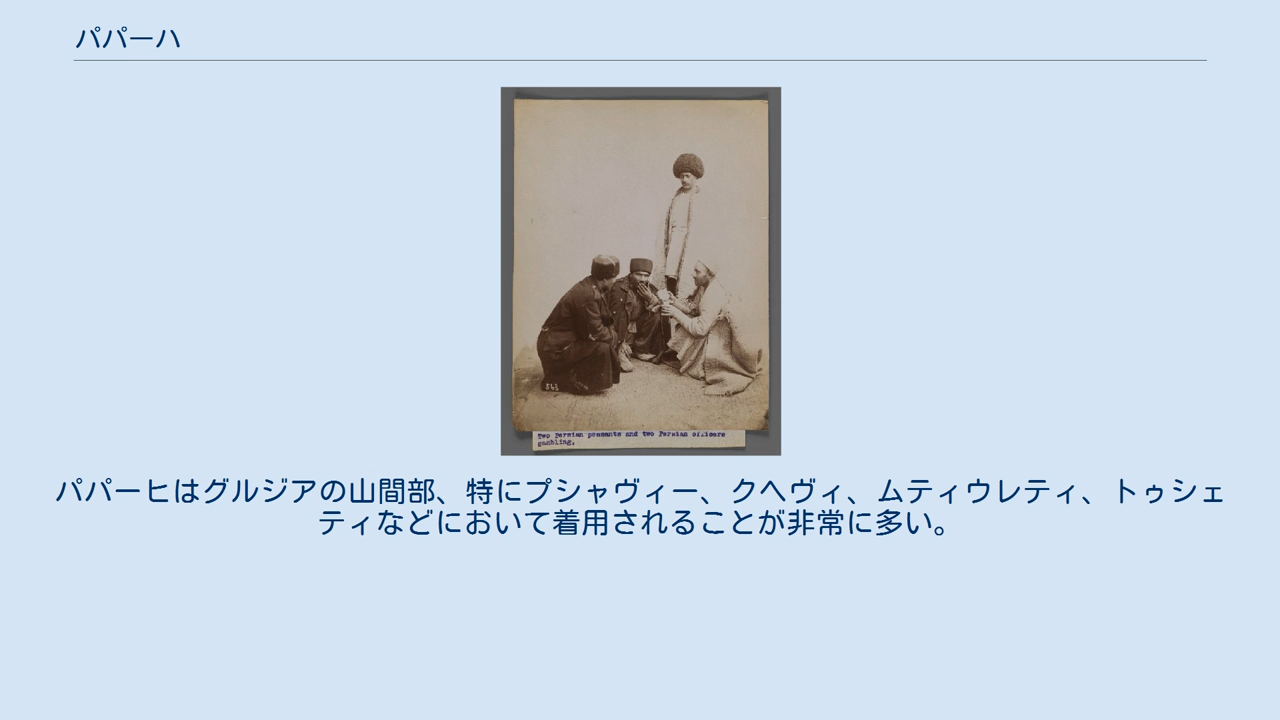 パパーハ
543
Two Persian peasants and two Persian officers
gambling.
パパーヒはグルジアの山間部、特にプシャヴィー、クヘヴィ、ムティウレティ、トゥシェ
ティなどにおいて着用されることが非常に多い。